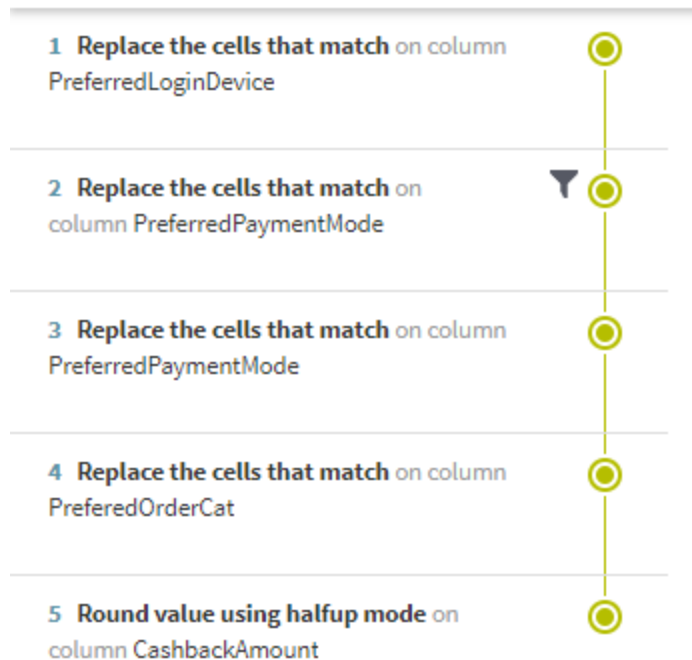 1 Replace the cells that match on column
PreferredLoginDevice
2 Replace the cells that match on
column PreferredPaymentMode
3 Replace the cells that match on column
PreferredPaymentMode
4 Replace the cells that match on column
PreferedOrderCat
5 Round value using halfup mode on
column CashbackAmount